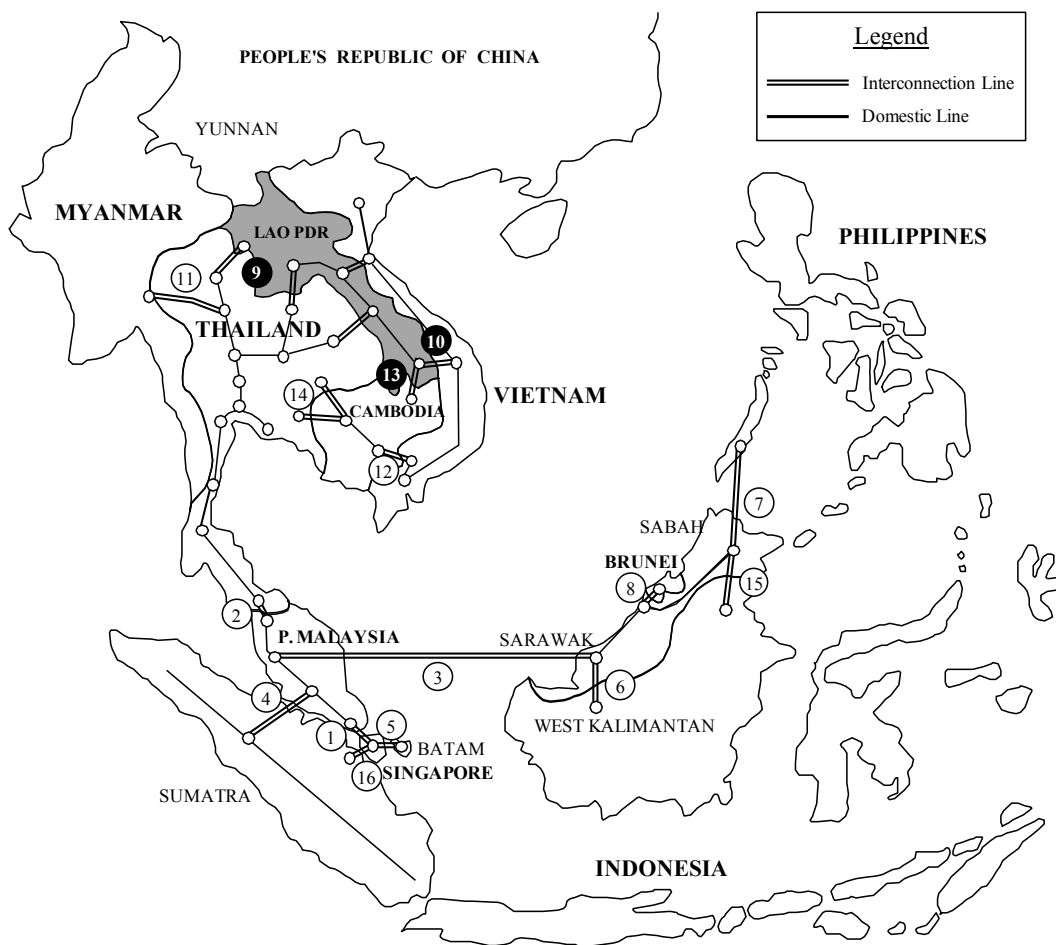 PEOPLE'S REPUBLIC OF CHINA
Legend
Interconnection Line
Domestic Line
YUNNAN
MYANMAR
LAO PDR
PHILIPPINES
11
9
THAILAND
10
13
14
CAMBODIA
VIETNAM
12
7
SABAH
BRUNEI
8
15
2
P. MALAYSIA
SARAWAK
3
6
4
WEST KALIMANTAN
1
5
BATAM
16
SINGAPORE
SUMATRA
INDONESIA